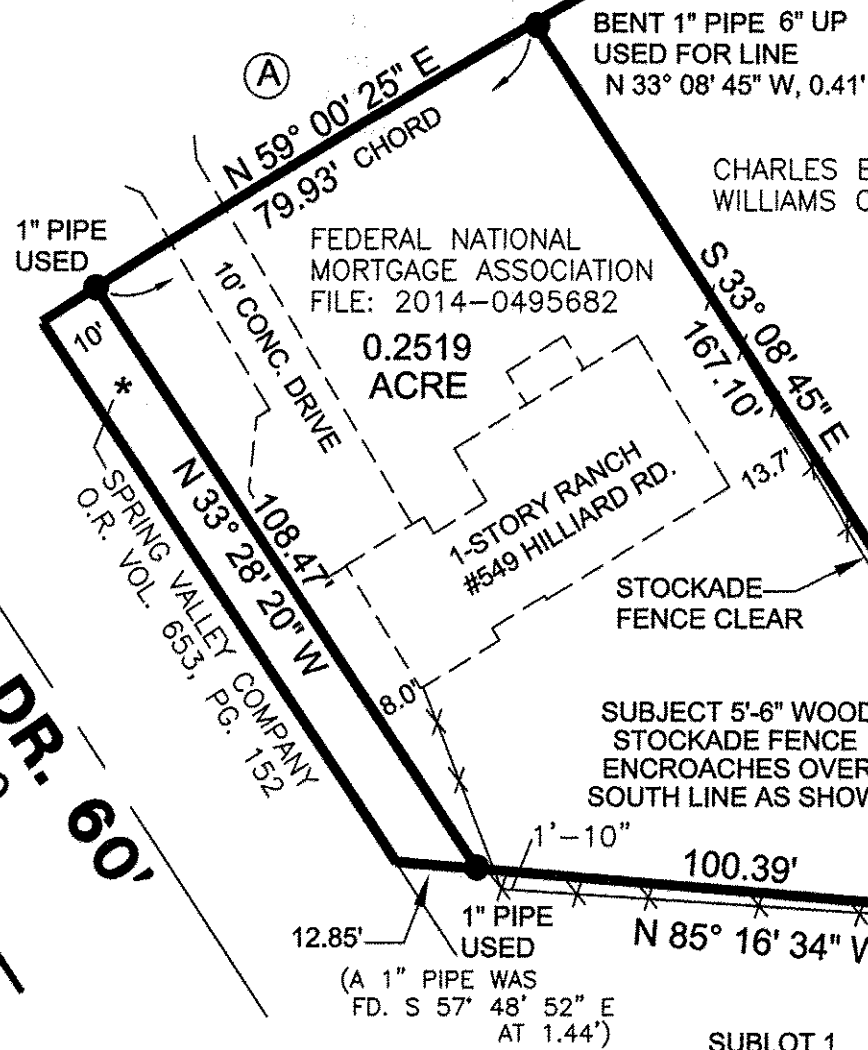 BENT 1" PIPE 6" UP
USED FOR LINE
N 33° 08' 45" W, 0.41'
A
N 59° 00' 25" E
79.93' CHORD
CHARLES E
WILLIAMS C
1" PIPE
USED
FEDERAL NATIONAL
MORTGAGE ASSOCIATION
FILE: 2014-0495682
0.2519
ACRE
10' CONC. DRIVE
S 33° 08' 45" E
167.10'
10'
*
13.7'
1-STORY RANCH
#549 HILLIARD RD.
N 33° 28' 20" W
108.47'
SPRING VALLEY COMPANY
O.R. VOL. 653, PG. 152
STOCKADE
FENCE CLEAR
8.0"
SUBJECT 5'-6" WOOD
STOCKADE FENCE
ENCROACHES OVER
SOUTH LINE AS SHOW
DR. 60'
1'-10"
100.39'
N 85° 16' 34" W
12.85'
1" PIPE
USED
(A 1" PIPE WAS
FD. S 57' 48' 52" E
AT 1.44')
SUBLOT 1